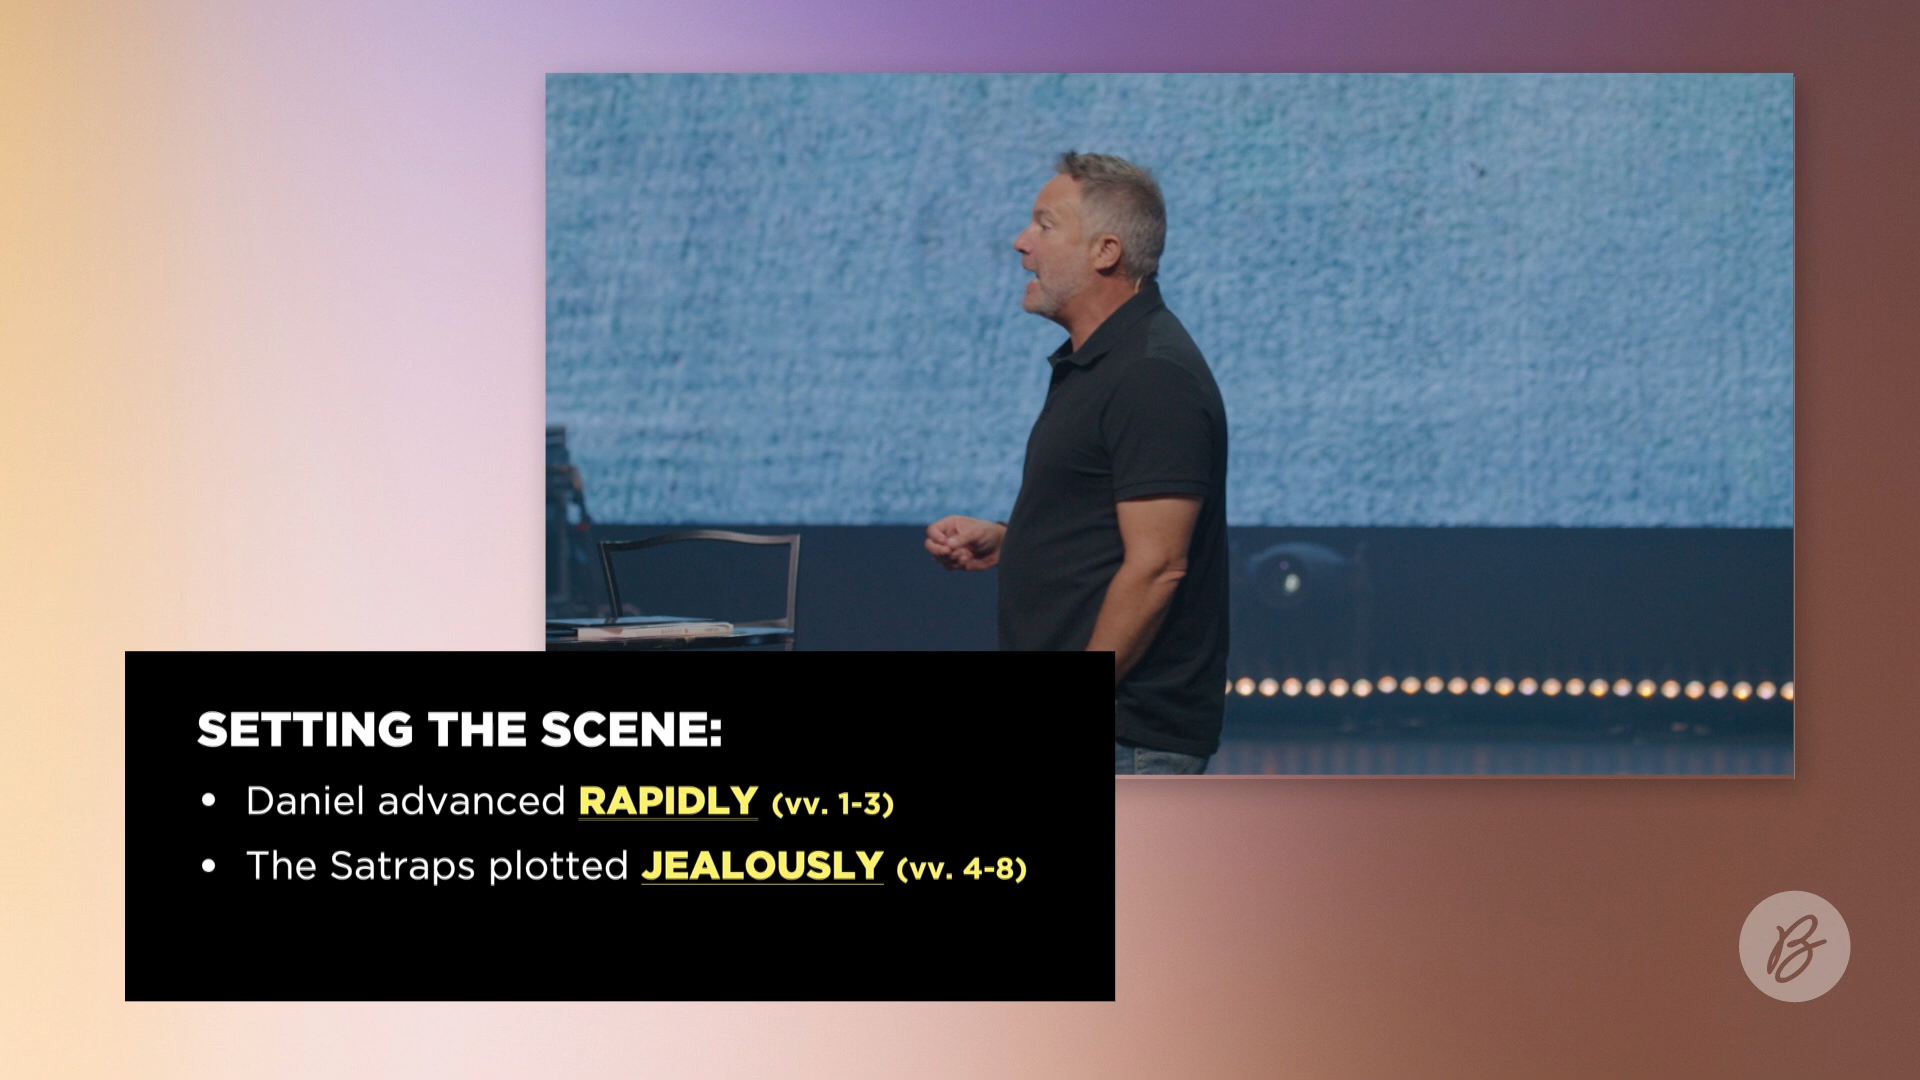 SETTING THE SCENE:
• Daniel advanced RAPIDLY (vv. 1-3)
• The Satraps plotted JEALOUSLY (vv. 4-8)
B